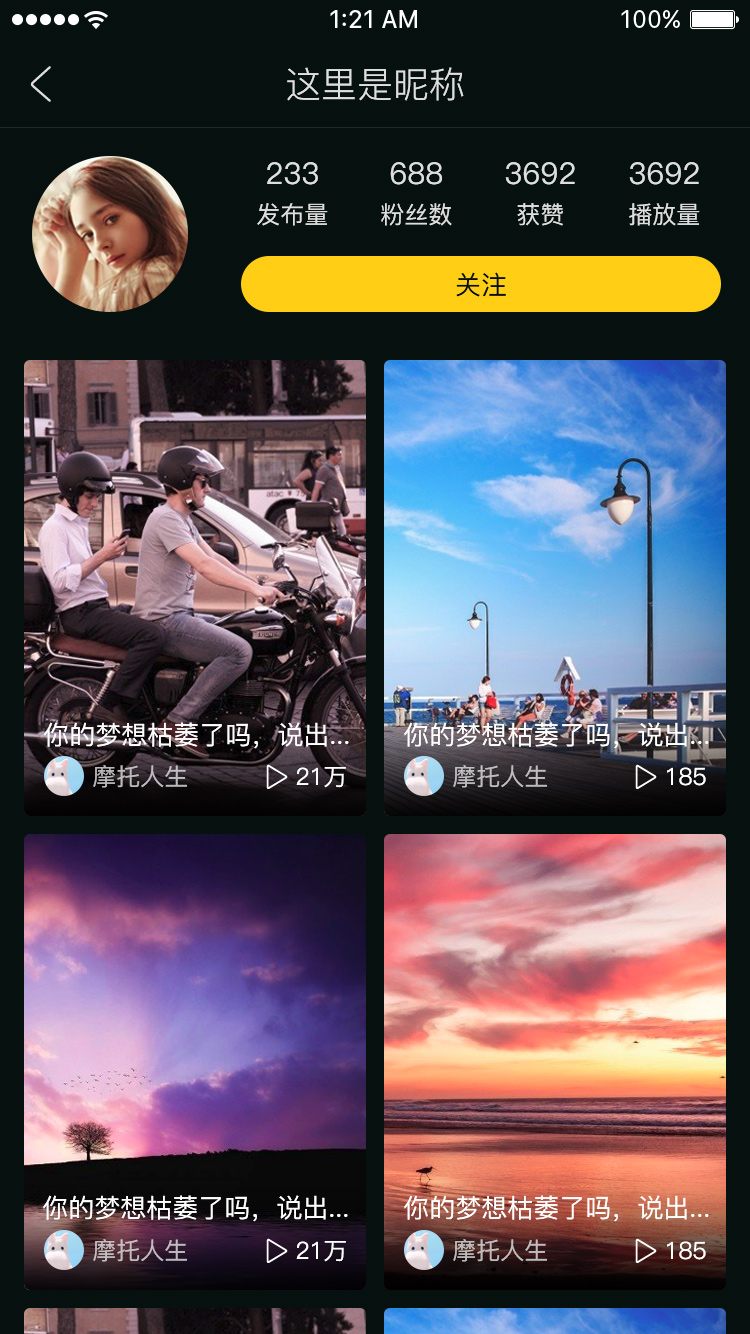 1:21 AM
100%
这里是昵称
233 688 3692 3692
发布量 粉丝数 获赞 播放量
关注
atac
TRIUMPH
你的梦想枯萎了吗，说出...
摩托人生 21万
你的梦想枯萎了吗，说出...
摩托人生 185
你的梦想枯萎了吗，说出...
摩托人生 21万
你的梦想枯萎了吗，说出...
摩托人生 185